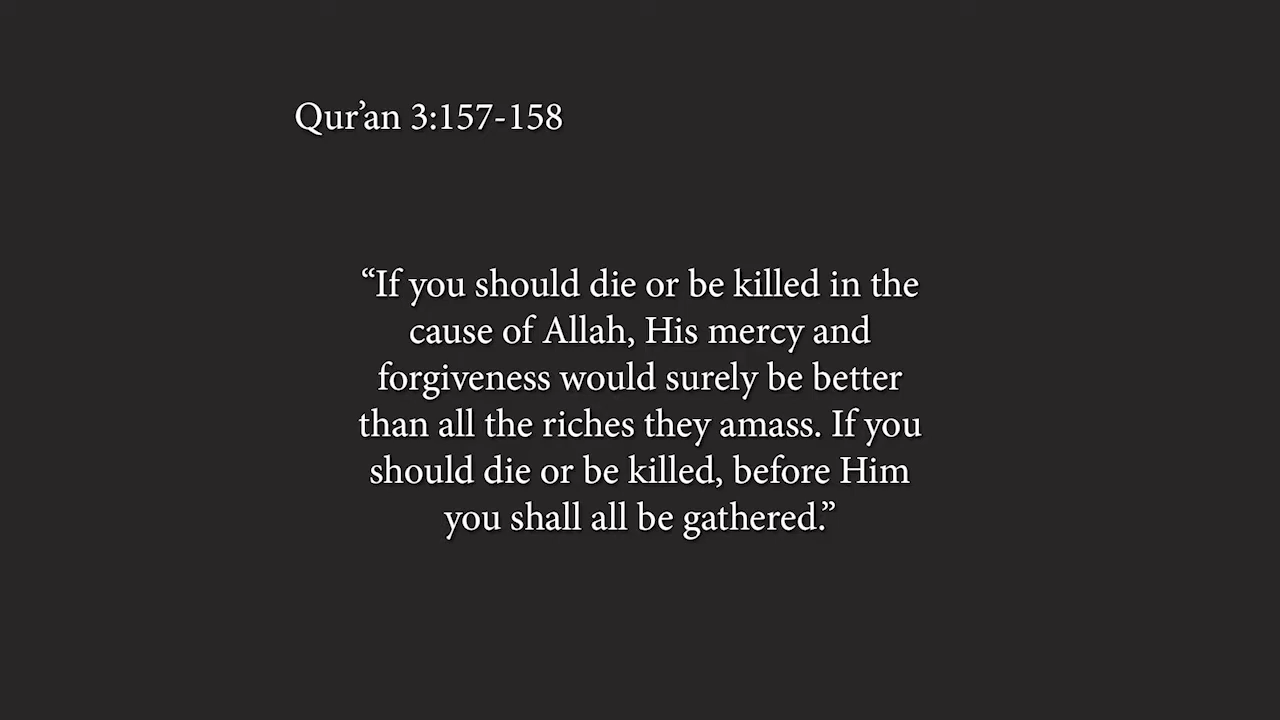 Qur’an 3:157-158
“If you should die or be killed in the
cause of Allah, His mercy and
forgiveness would surely be better
than all the riches they amass. If you
should die or be killed, before Him
you shall all be gathered.”